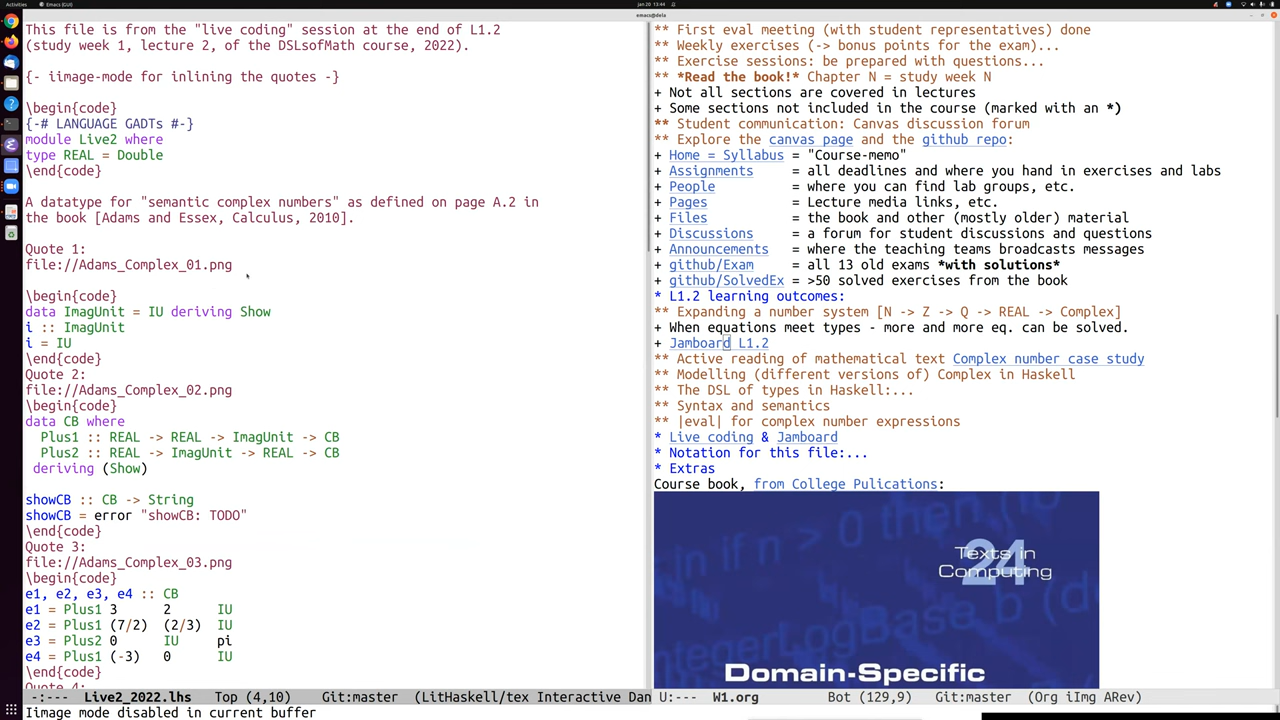 Activities
Emacs (GUI)
Jan 20 13:44
emacs@dela
This file is from the "live coding" session at the end of L1.2
(study week 1, lecture 2, of the DSLsofMath course, 2022).
{- iimage-mode for inlining the quotes -}
\begin{code}
{-# LANGUAGE GADTs #-}
module Live2 where
type REAL = Double
\end{code}
A datatype for "semantic complex numbers" as defined on page A.2 in
the book [Adams and Essex, Calculus, 2010].
Quote 1:
file://Adams_Complex_01.png
\begin{code}
data ImagUnit = IU deriving Show
i :: ImagUnit
i = IU
\end{code}
Quote 2:
file://Adams_Complex_02.png
\begin{code}
data CB where
  Plus1 :: REAL -> REAL -> ImagUnit -> CB
  Plus2 :: REAL -> ImagUnit -> REAL -> CB
 deriving (Show)
showCB :: CB -> String
showCB = error "showCB: TODO"
\end{code}
Quote 3:
file://Adams_Complex_03.png
\begin{code}
e1, e2, e3, e4 :: CB
e1 = Plus1 3     2     IU
e2 = Plus1 (7/2) (2/3) IU
e3 = Plus2 0     IU    pi
e4 = Plus1 (-3)  0     IU
\end{code}
Quote 4:
-:---  Live2_2022.lhs   Top (4,10)    Git:master  (LitHaskell/tex Interactive Dan
Iimage mode disabled in current buffer
** First eval meeting (with student representatives) done
** Weekly exercises (-> bonus points for the exam)...
** Exercise sessions: be prepared with questions...
** *Read the book!* Chapter N = study week N
+ Not all sections are covered in lectures
+ Some sections not included in the course (marked with an *)
** Student communication: Canvas discussion forum
** Explore the canvas page and the github repo:
+ Home = Syllabus = "Course-memo"
+ Assignments     = all deadlines and where you hand in exercises and labs
+ People          = where you can find lab groups, etc.
+ Pages           = Lecture media links, etc.
+ Files           = the book and other (mostly older) material
+ Discussions     = a forum for student discussions and questions
+ Announcements   = where the teaching teams broadcasts messages
+ github/Exam     = all 13 old exams *with solutions*
+ github/SolvedEx = >50 solved exercises from the book
* L1.2 learning outcomes:
** Expanding a number system [N -> Z -> Q -> REAL -> Complex]
+ When equations meet types - more and more eq. can be solved.
+ Jamboard L1.2
** Active reading of mathematical text Complex number case study
** Modelling (different versions of) Complex in Haskell
** The DSL of types in Haskell:...
** Syntax and semantics
** |eval| for complex number expressions
* Live coding & Jamboard
* Notation for this file:...
* Extras
Course book, from College Pulications:
24
Texts in
Computing
Domain-Specific
U:---  W1.org         Bot (129,9)    Git:master  (Org iImg ARev)